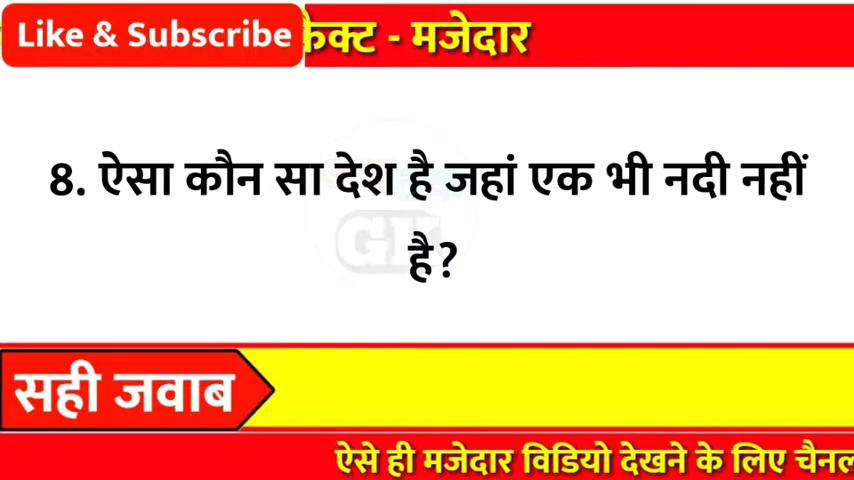 Like & Subscribe
फैक्ट - मजेदार
8. ऐसा कौन सा देश है जहां एक भी नदी नहीं
है?
सही जवाब
ऐसे ही मजेदार विडियो देखने के लिए चैनल